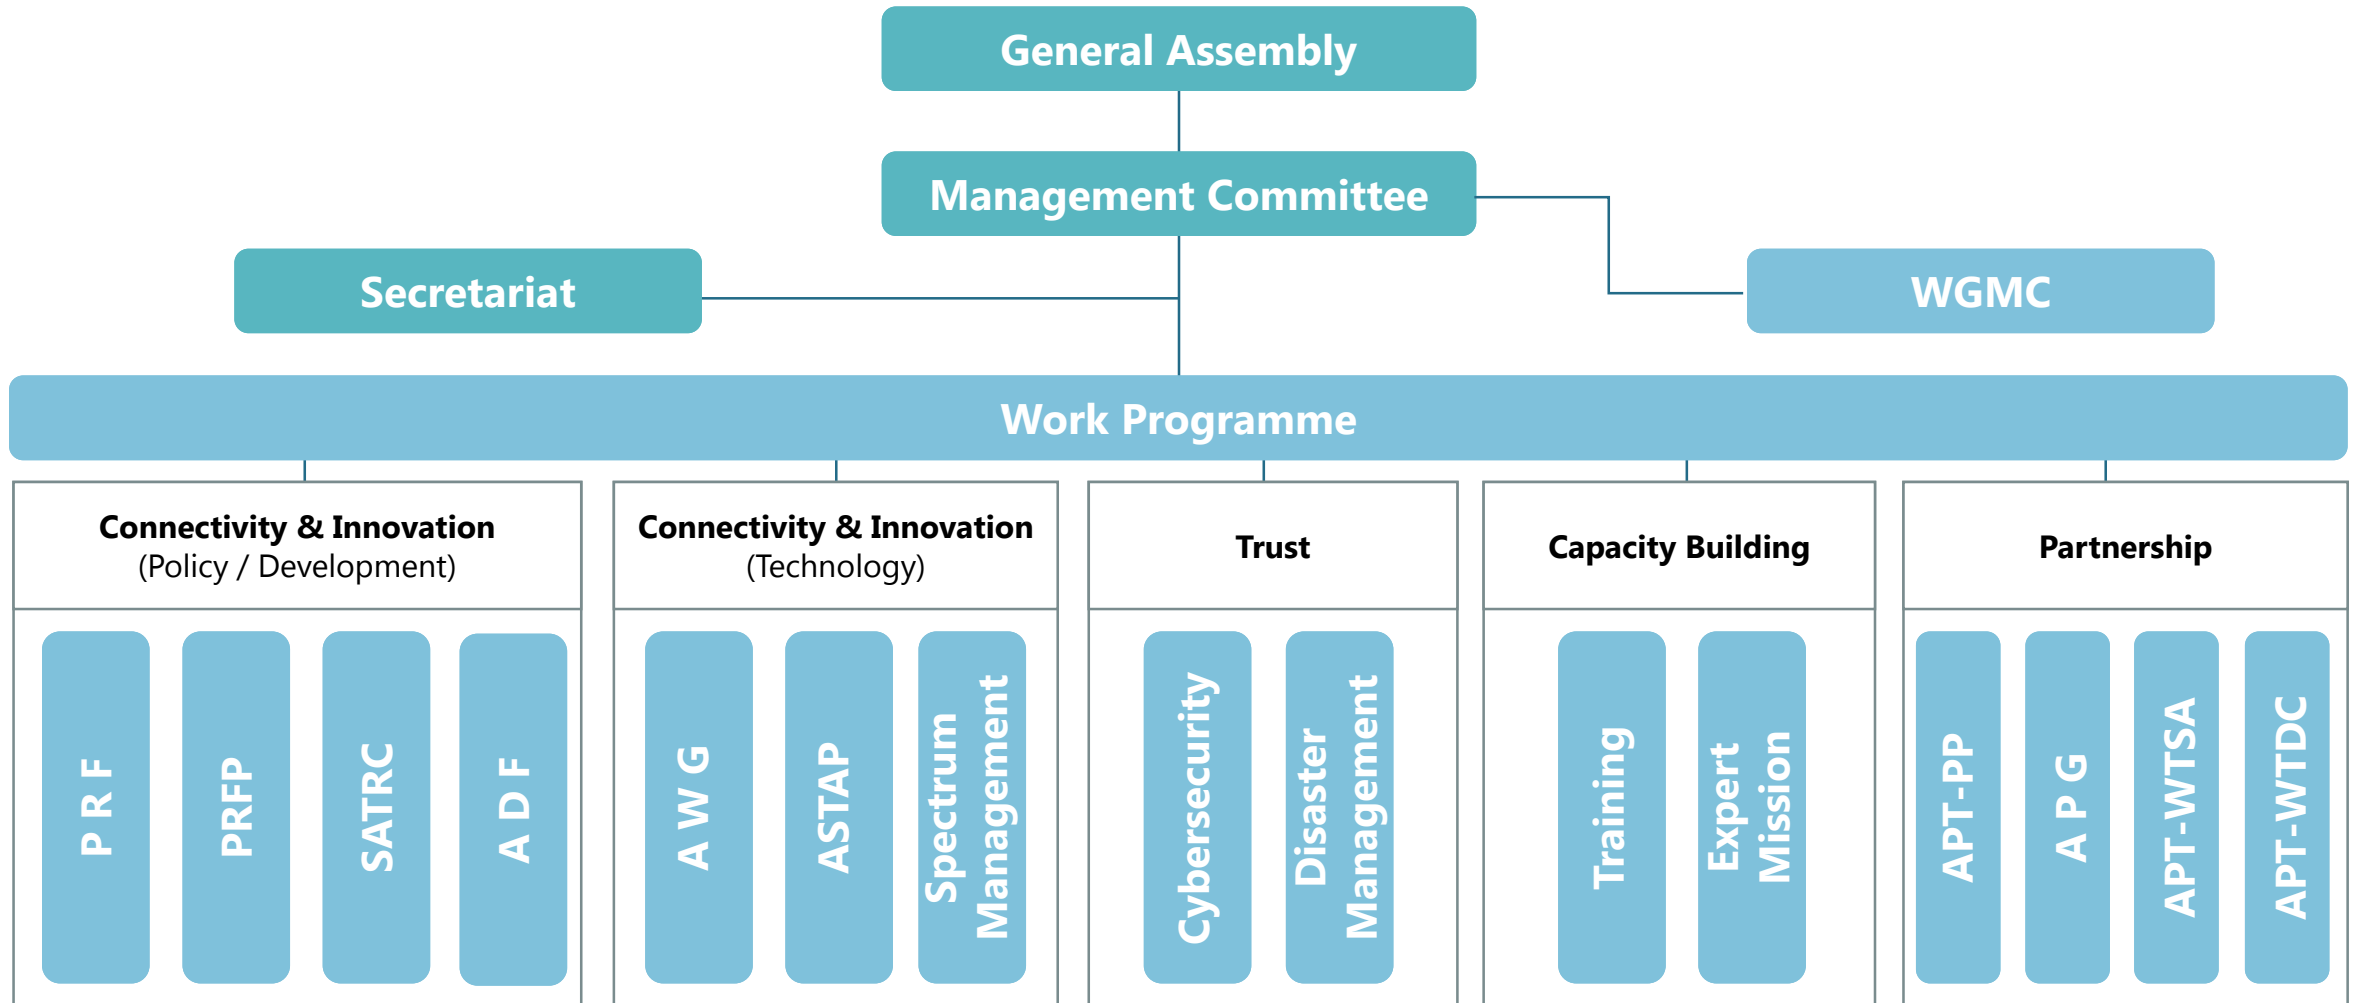 General Assembly
Management Committee
Secretariat
WGMC
Work Programme
Connectivity & Innovation
(Policy / Development)
P R F
PRFP
SATRC
A D F
Connectivity & Innovation
(Technology)
A W G
ASTAP
Spectrum
Management
Trust
Cybersecurity
Disaster
Management
Capacity Building
Training
Expert
Mission
Partnership
APT-PP
A P G
APT-WTSA
APT-WTDC